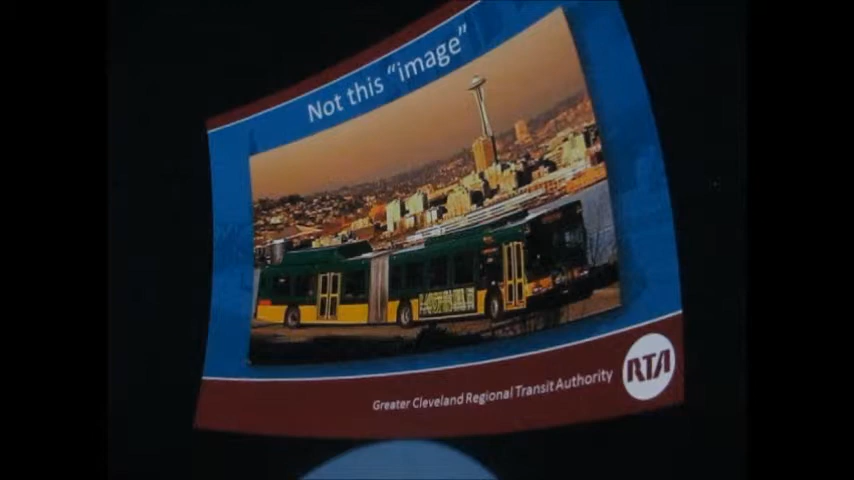 Not this “image”
Greater Cleveland Regional Transit Authority
RTA